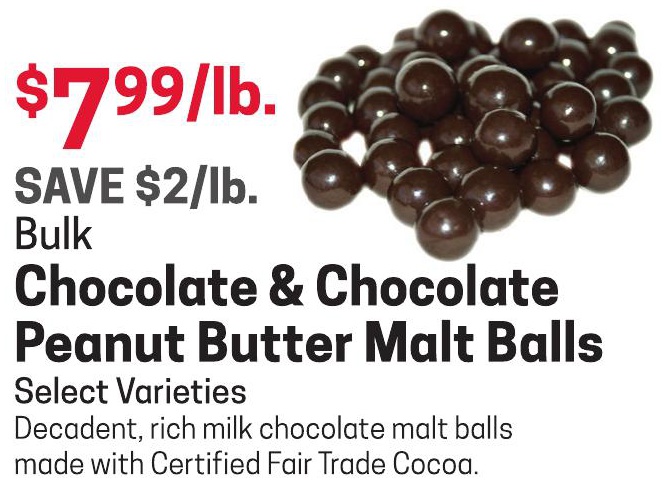 $7.99/lb.
SAVE $2/lb.
Bulk
Chocolate & Chocolate
Peanut Butter Malt Balls
Select Varieties
Decadent, rich milk chocolate malt balls
made with Certified Fair Trade Cocoa.